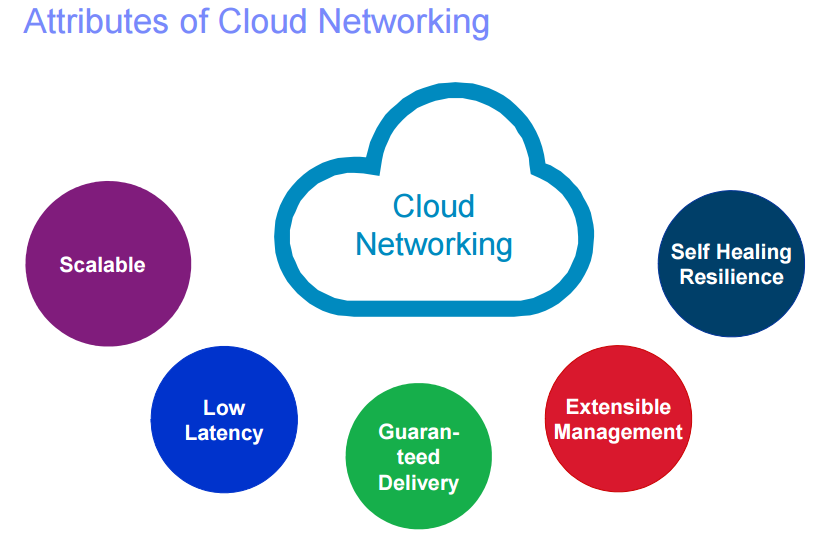 Attributes of Cloud Networking
Cloud
Networking
Scalable
Low
Latency
Guaran-
teed
Delivery
Extensible
Management
Self Healing
Resilience